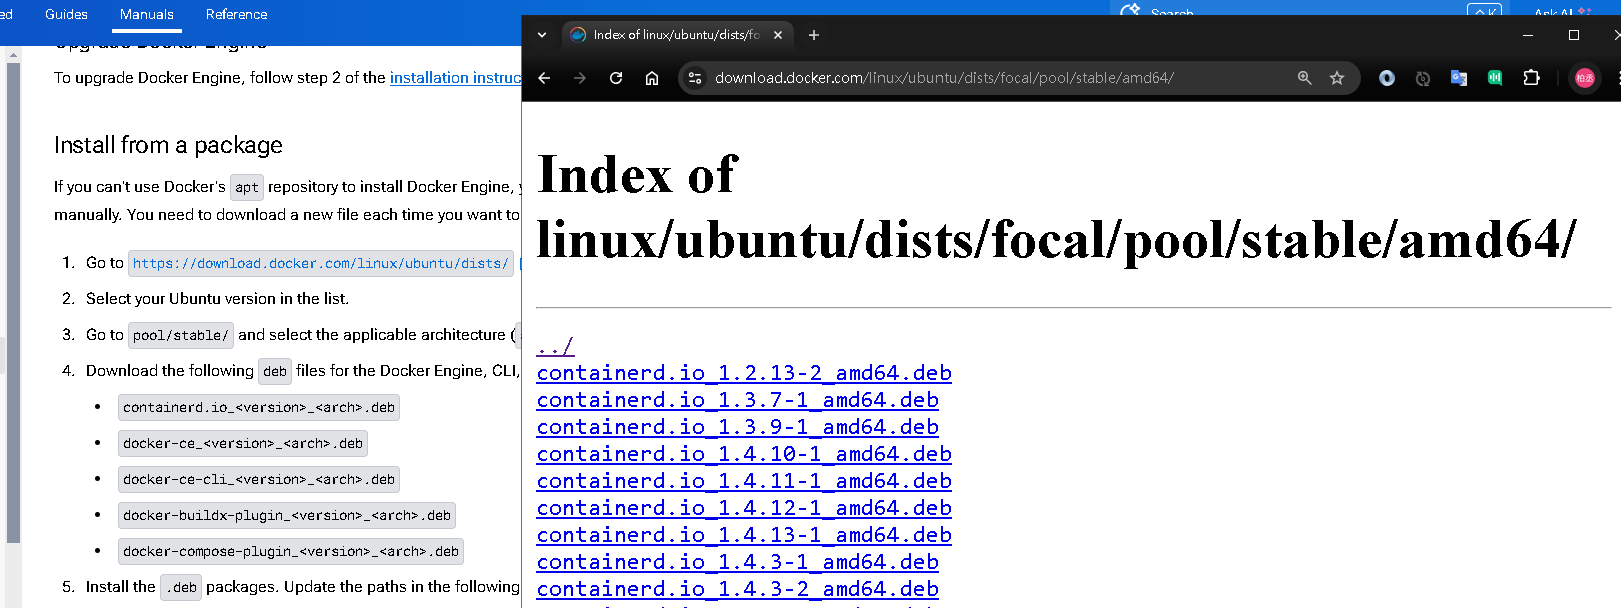 ed
Guides
Manuals
Reference
Search
K
Ask AI
Upgrade Docker Engine
To upgrade Docker Engine, follow step 2 of the installation instruc
Install from a package
If you can't use Docker's apt repository to install Docker Engine, y
manually. You need to download a new file each time you want to
1. Go to https://download.docker.com/linux/ubuntu/dists/
2. Select your Ubuntu version in the list.
3. Go to pool/stable/ and select the applicable architecture (
4. Download the following deb files for the Docker Engine, CLI,
• containerd.io_<version>_<arch>.deb
• docker-ce_<version>_<arch>.deb
• docker-ce-cli_<version>_<arch>.deb
• docker-buildx-plugin_<version>_<arch>.deb
• docker-compose-plugin_<version>_<arch>.deb
5. Install the .deb packages. Update the paths in the following
Index of linux/ubuntu/dists/fo
download.docker.com/linux/ubuntu/dists/focal/pool/stable/amd64/
Index of
linux/ubuntu/dists/focal/pool/stable/amd64/
../
containerd.io_1.2.13-2_amd64.deb
containerd.io_1.3.7-1_amd64.deb
containerd.io_1.3.9-1_amd64.deb
containerd.io_1.4.10-1_amd64.deb
containerd.io_1.4.11-1_amd64.deb
containerd.io_1.4.12-1_amd64.deb
containerd.io_1.4.13-1_amd64.deb
containerd.io_1.4.3-1_amd64.deb
containerd.io_1.4.3-2_amd64.deb